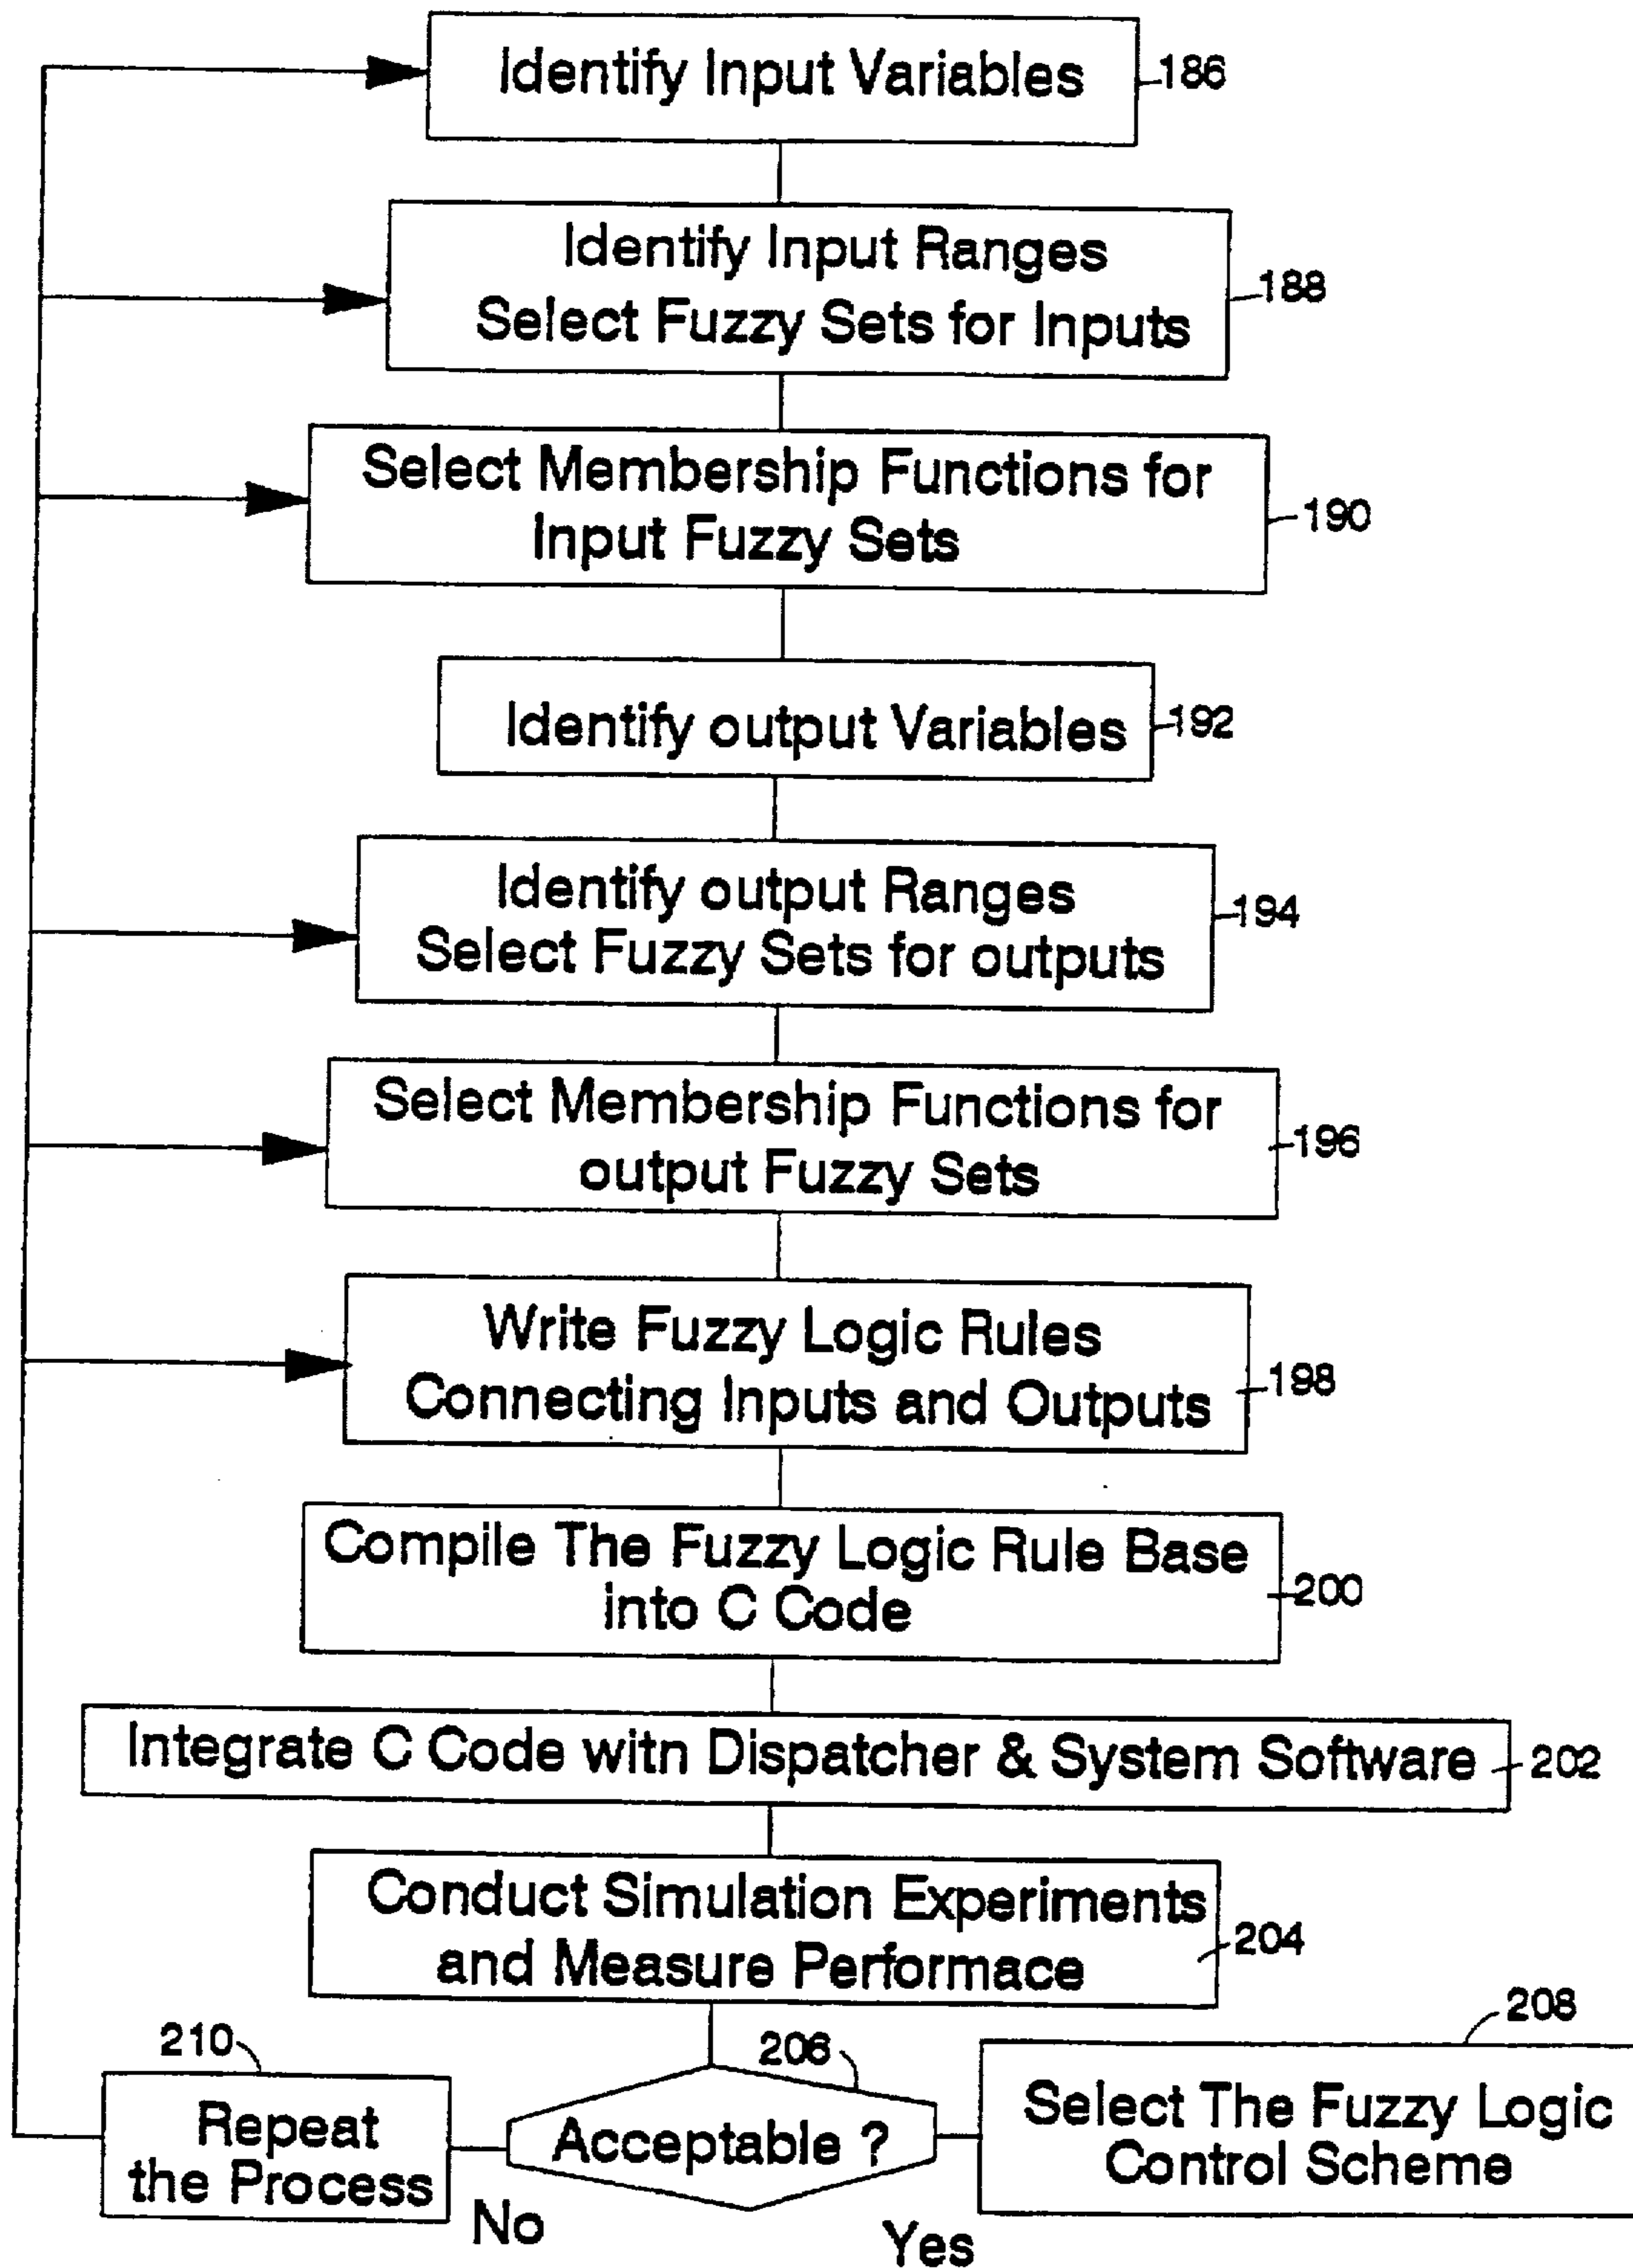 Identify Input Variables
186
Identify Input Ranges
Select Fuzzy Sets for Inputs
188
Select Membership Functions for
Input Fuzzy Sets
190
Identify output Variables
192
Identify output Ranges
Select Fuzzy Sets for outputs
194
Select Membership Functions for
output Fuzzy Sets
196
Write Fuzzy Logic Rules
Connecting Inputs and Outputs
198
Compile The Fuzzy Logic Rule Base
into C Code
200
Integrate C Code witn Dispatcher & System Software
202
Conduct Simulation Experiments
and Measure Performace
204
210
Repeat
the Process
No
206
Acceptable ?
Yes
208
Select The Fuzzy Logic
Control Scheme